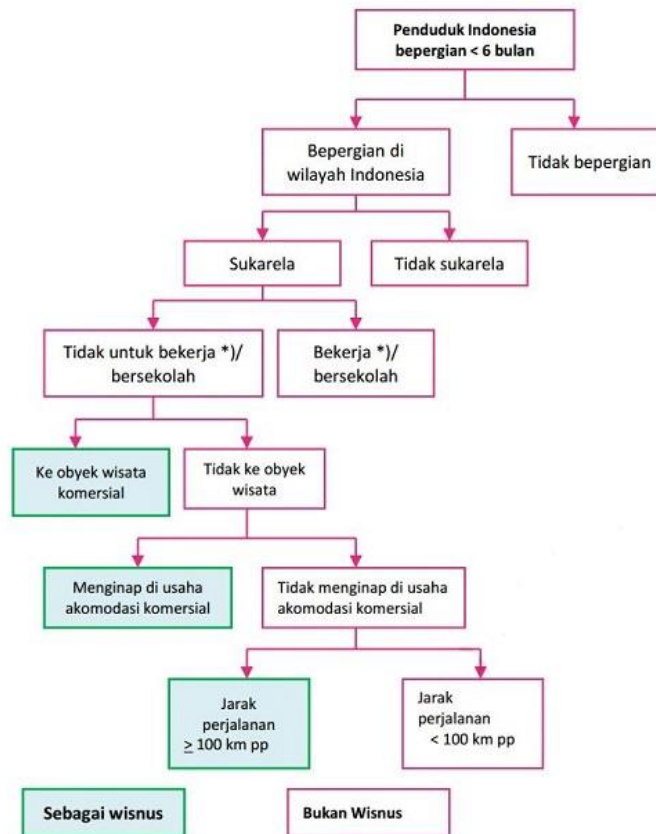 Penduduk Indonesia
bepergian < 6 bulan
Bepergian di
wilayah Indonesia
Tidak bepergian
Sukarela
Tidak sukarela
Tidak untuk bekerja *)/
bersekolah
Bekerja *)/
bersekolah
Ke obyek wisata
komersial
Tidak ke obyek
wisata
Menginap di usaha
akomodasi komersial
Tidak menginap di usaha
akomodasi komersial
Jarak
perjalanan
≥ 100 km pp
Jarak
perjalanan
< 100 km pp
Sebagai wisnus
Bukan Wisnus